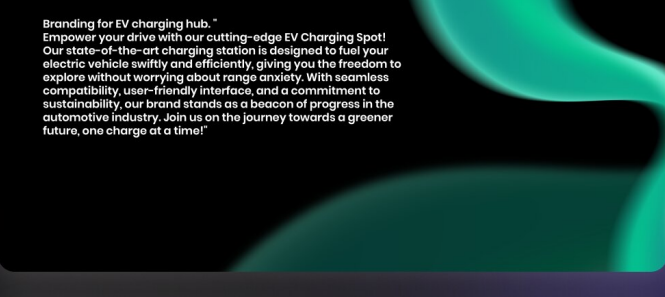 Branding for EV charging hub. "
Empower your drive with our cutting-edge EV Charging Spot!
Our state-of-the-art charging station is designed to fuel your
electric vehicle swiftly and efficiently, giving you the freedom to
explore without worrying about range anxiety. With seamless
compatibility, user-friendly interface, and a commitment to
sustainability, our brand stands as a beacon of progress in the
automotive industry. Join us on the journey towards a greener
future, one charge at a time!"